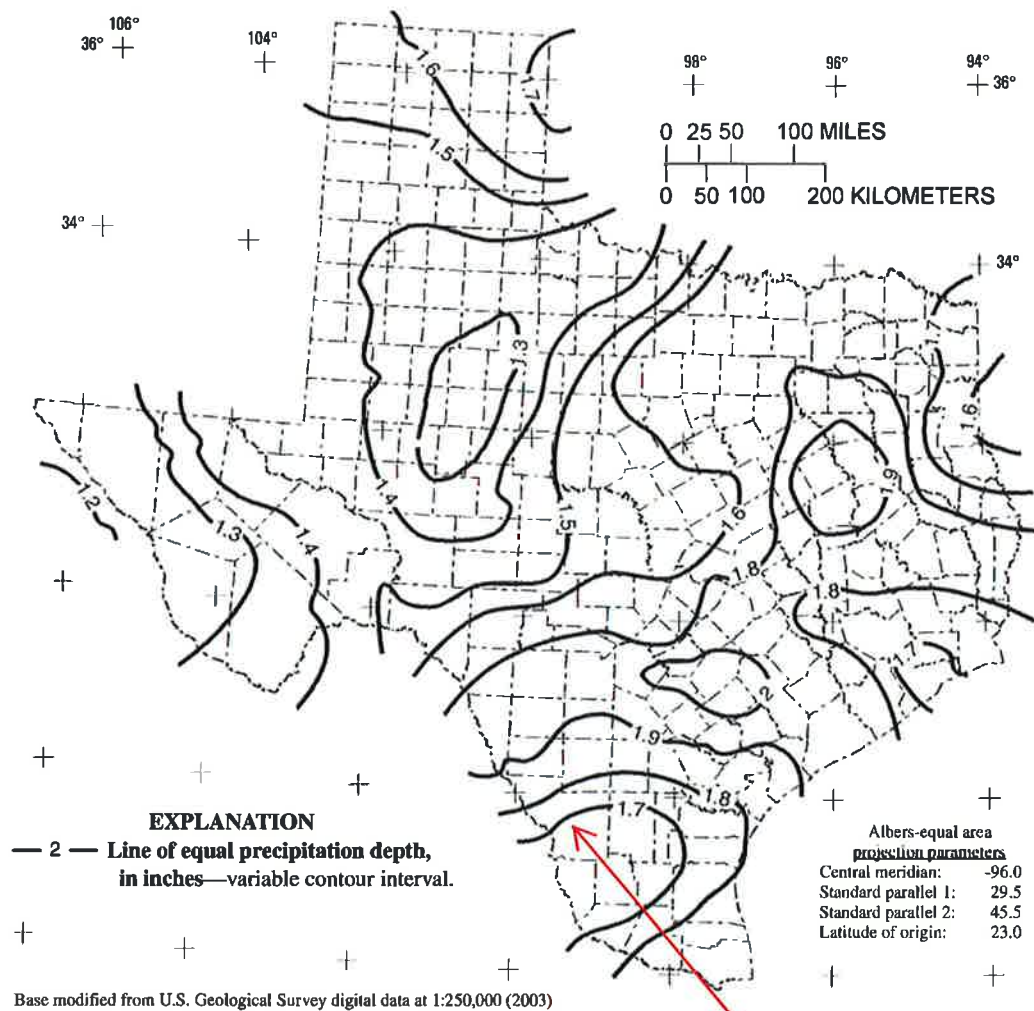 106°
36°
104°
98°
96°
94°
36°
0 25 50 100 MILES
0 50 100 200 KILOMETERS
34°
34°
1.6
1.7
1.5
1.3
1.4
1.2
1.3
1.4
1.5
1.6
1.6
1.9
1.8
1.8
2
1.9
1.8
1.7
EXPLANATION
2 Line of equal precipitation depth,
in inches—variable contour interval.
Albers-equal area
projection parameters
Central meridian: -96.0
Standard parallel 1: 29.5
Standard parallel 2: 45.5
Latitude of origin: 23.0
Base modified from U.S. Geological Survey digital data at 1:250,000 (2003)